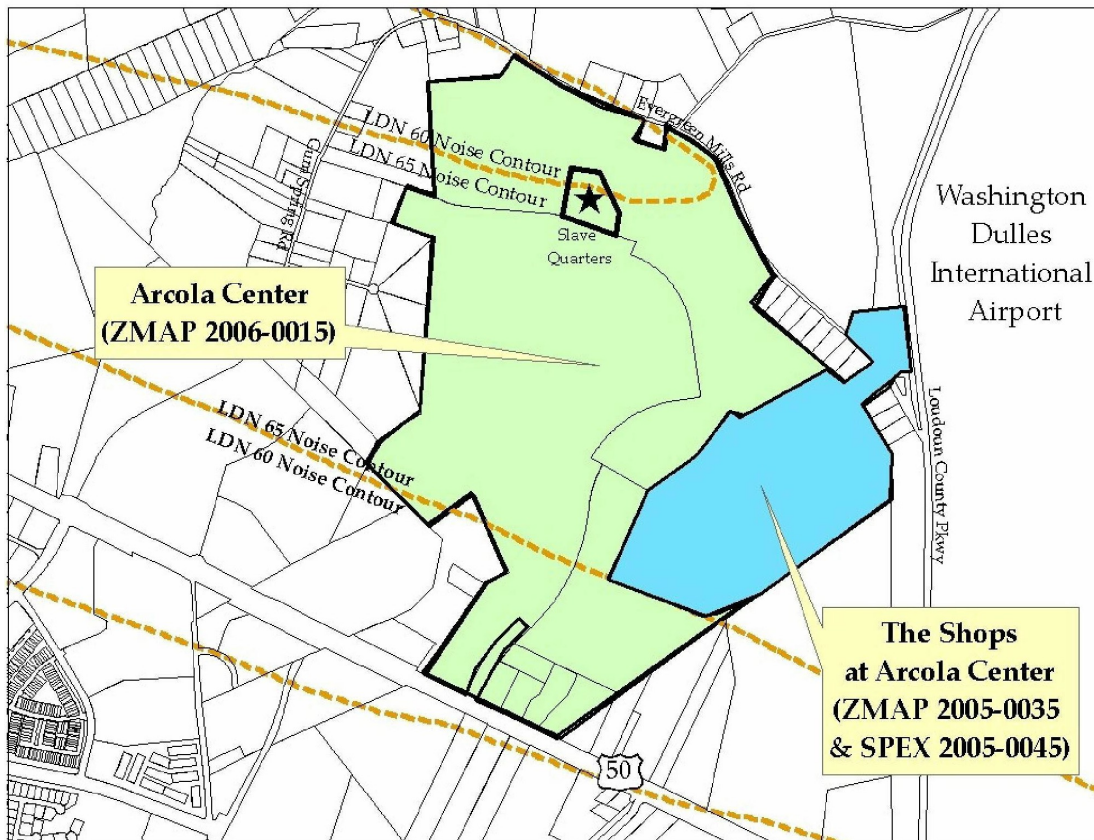 Evergreen Mills Rd
LDN 60 Noise Contour
LDN 65 Noise Contour
Gum Spring Rd
Slave
Quarters
Washington
Dulles
International
Airport
Arcola Center
(ZMAP 2006-0015)
LDN 65 Noise Contour
LDN 60 Noise Contour
Loudoun County Pkwy
The Shops
at Arcola Center
(ZMAP 2005-0035
& SPEX 2005-0045)
50